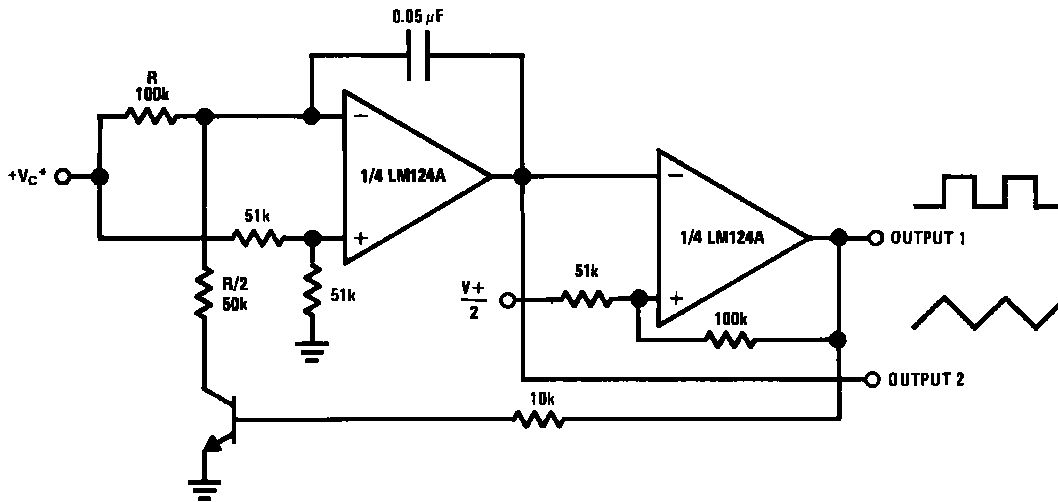 0.05 μF
R
100k
+VC*
1/4 LM124A
51k
51k
R/2
50k
1/4 LM124A
OUTPUT 1
V+
2
51k
100k
OUTPUT 2
10k
−
+
−
+